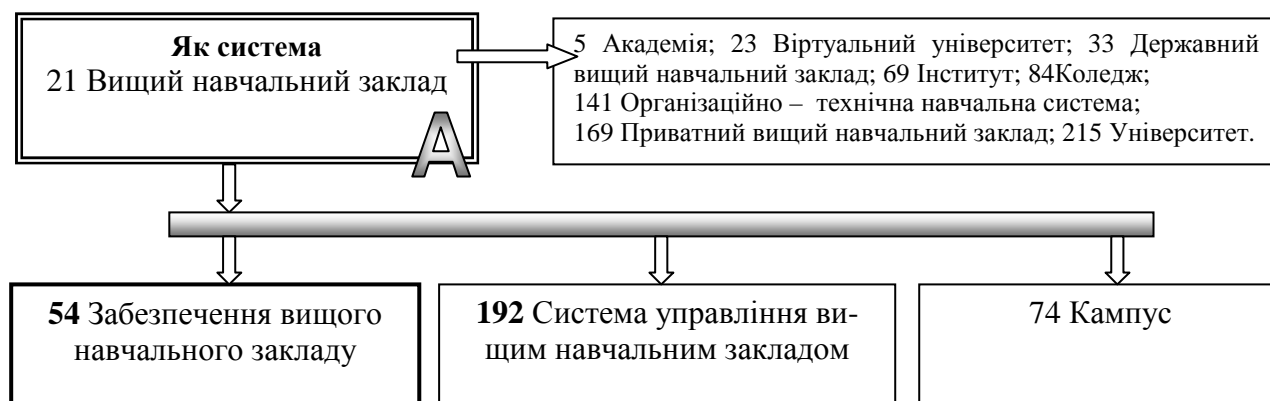 Як система
21 Вищий навчальний заклад
А
5 Академія; 23 Віртуальний університет; 33 Державний
вищий навчальний заклад; 69 Інститут; 84Коледж;
141 Організаційно – технічна навчальна система;
169 Приватний вищий навчальний заклад; 215 Університет.
54 Забезпечення вищого
навчального закладу
192 Система управління ви-
щим навчальним закладом
74 Кампус